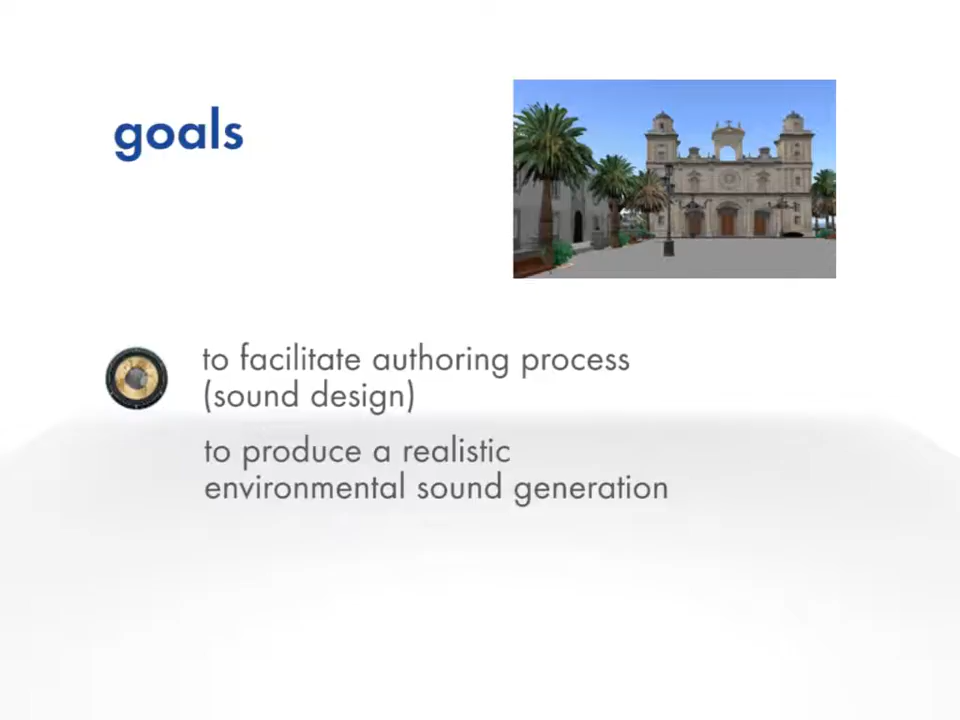 goals
to facilitate authoring process
(sound design)
to produce a realistic
environmental sound generation